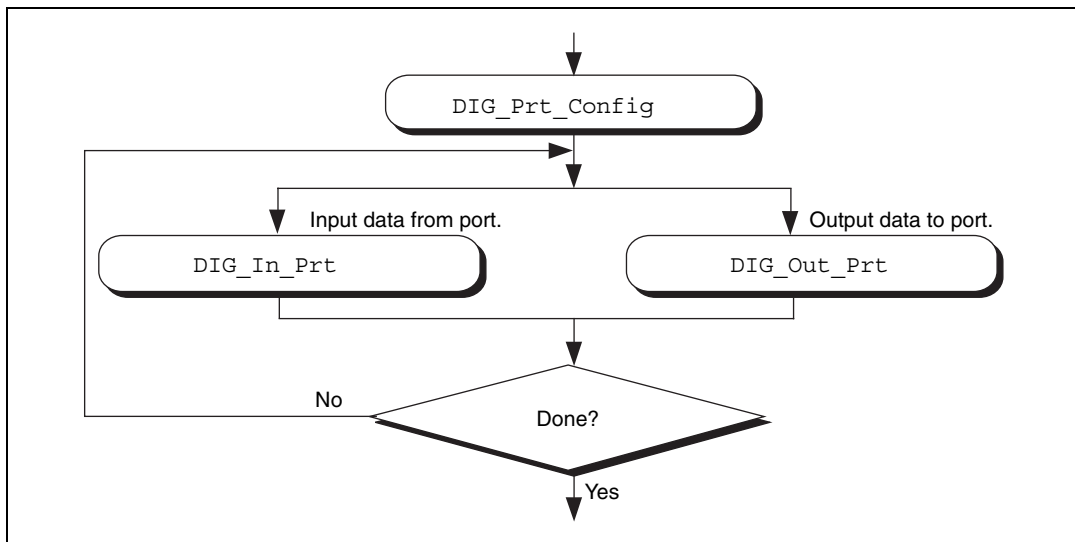 DIG_Prt_Config
Input data from port.
Output data to port.
DIG_In_Prt
DIG_Out_Prt
No
Done?
Yes